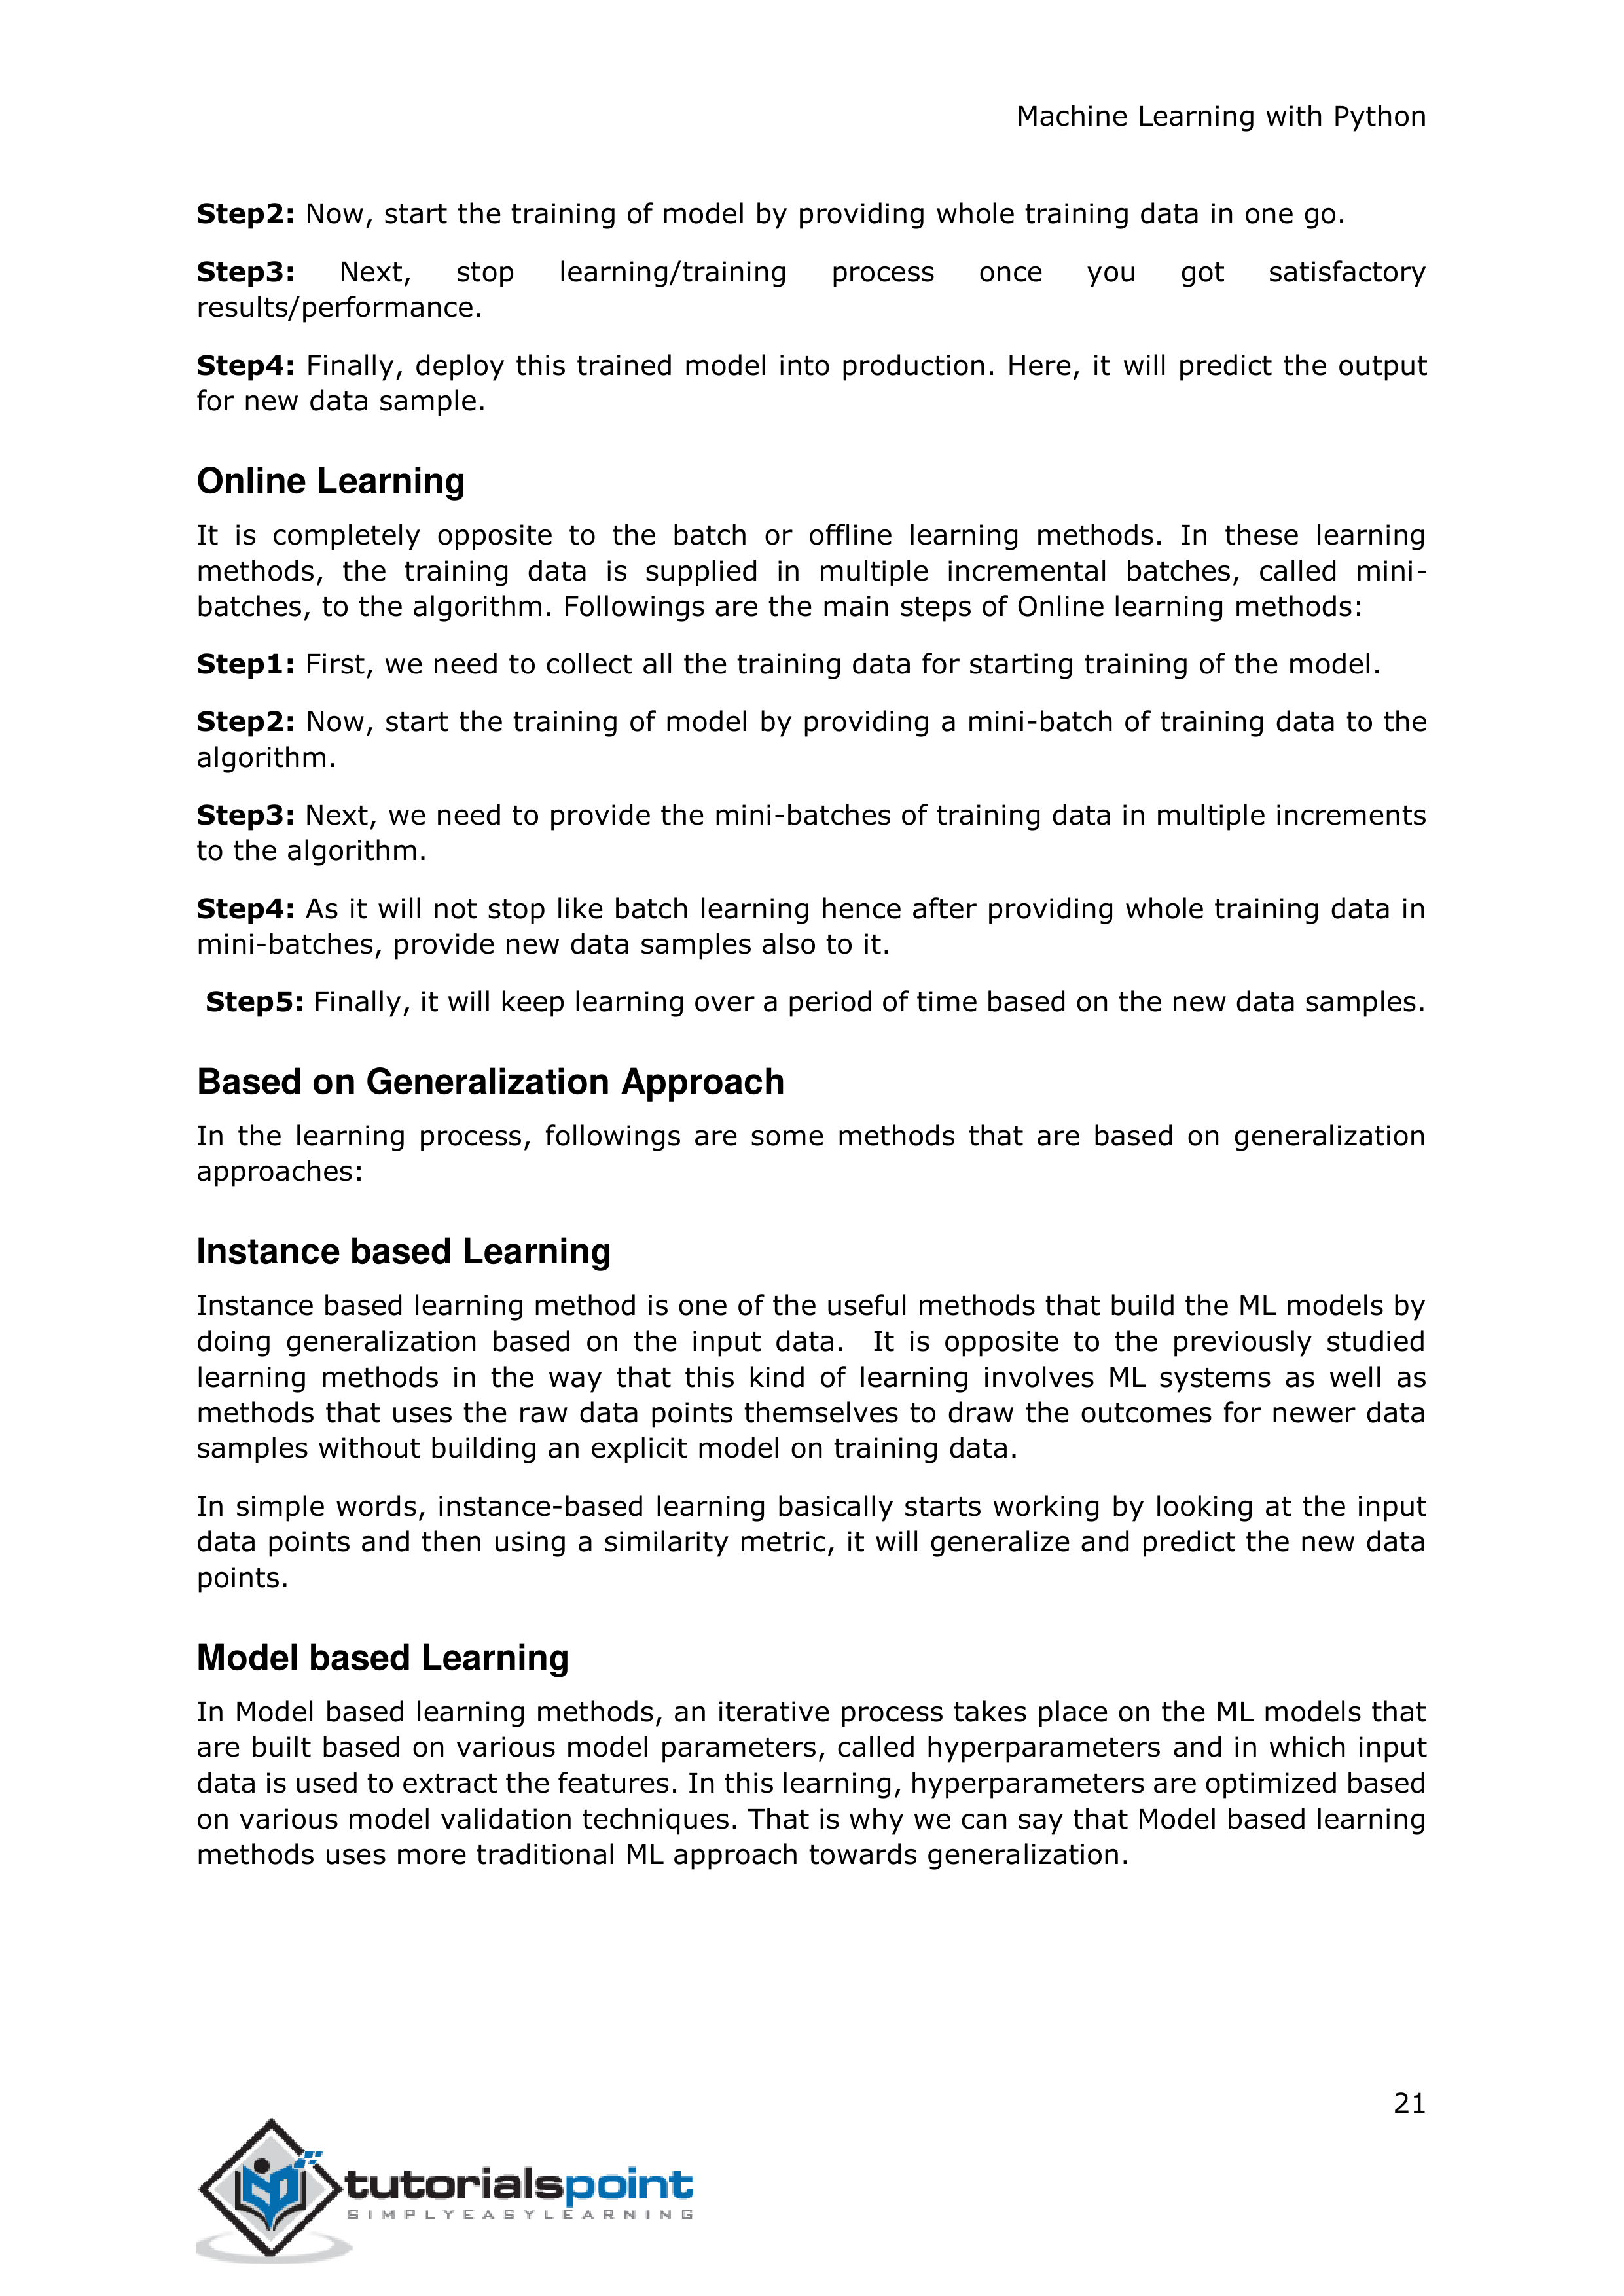 Machine Learning with Python
Step2: Now, start the training of model by providing whole training data in one go.
Step3: Next, stop learning/training process once you got satisfactory
results/performance.
Step4: Finally, deploy this trained model into production. Here, it will predict the output
for new data sample.
Online Learning
It is completely opposite to the batch or offline learning methods. In these learning
methods, the training data is supplied in multiple incremental batches, called mini-
batches, to the algorithm. Followings are the main steps of Online learning methods:
Step1: First, we need to collect all the training data for starting training of the model.
Step2: Now, start the training of model by providing a mini-batch of training data to the
algorithm.
Step3: Next, we need to provide the mini-batches of training data in multiple increments
to the algorithm.
Step4: As it will not stop like batch learning hence after providing whole training data in
mini-batches, provide new data samples also to it.
Step5: Finally, it will keep learning over a period of time based on the new data samples.
Based on Generalization Approach
In the learning process, followings are some methods that are based on generalization
approaches:
Instance based Learning
Instance based learning method is one of the useful methods that build the ML models by
doing generalization based on the input data. It is opposite to the previously studied
learning methods in the way that this kind of learning involves ML systems as well as
methods that uses the raw data points themselves to draw the outcomes for newer data
samples without building an explicit model on training data.
In simple words, instance-based learning basically starts working by looking at the input
data points and then using a similarity metric, it will generalize and predict the new data
points.
Model based Learning
In Model based learning methods, an iterative process takes place on the ML models that
are built based on various model parameters, called hyperparameters and in which input
data is used to extract the features. In this learning, hyperparameters are optimized based
on various model validation techniques. That is why we can say that Model based learning
methods uses more traditional ML approach towards generalization.
21
tutorialspoint
SIMPLYEASYLEARNING